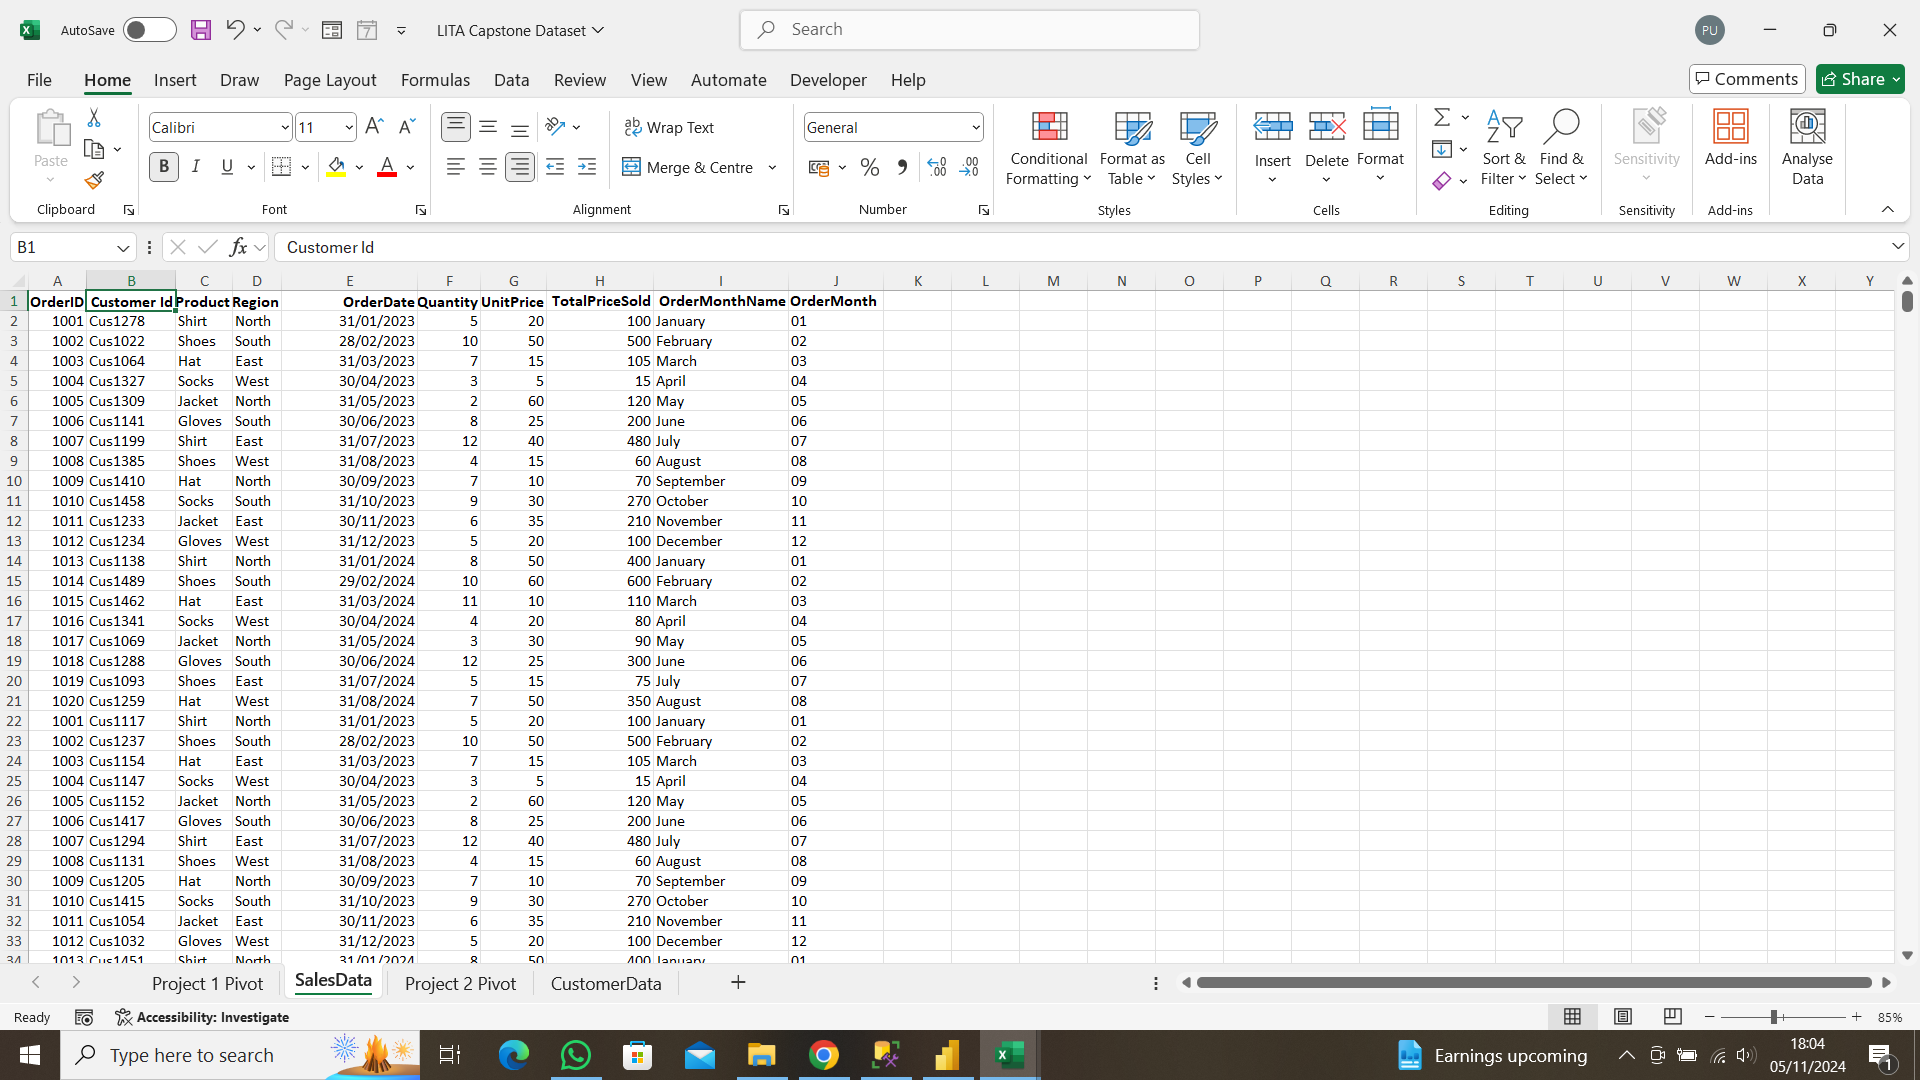 AutoSave LITA Capstone Dataset Search PU
File Home Insert Draw Page Layout Formulas Data Review View Automate Developer Help Comments Share
Paste Calibri 11 B I U Wrap Text Merge & Centre General Conditional Formatting Format as Table Cell Styles Insert Delete Format Sort & Filter Find & Select Sensitivity Add-ins Analyse Data
Clipboard Font Alignment Number Styles Cells Editing Sensitivity Add-ins
B1 fx Customer Id
A B C D E F G H I J K L M N O P Q R S T U V W X Y
1 OrderID Customer Id Product Region OrderDate Quantity UnitPrice TotalPriceSold OrderMonthName OrderMonth
2 1001 Cus1278 Shirt North 31/01/2023 5 20 100 January 01
3 1002 Cus1022 Shoes South 28/02/2023 10 50 500 February 02
4 1003 Cus1064 Hat East 31/03/2023 7 15 105 March 03
5 1004 Cus1327 Socks West 30/04/2023 3 5 15 April 04
6 1005 Cus1309 Jacket North 31/05/2023 2 60 120 May 05
7 1006 Cus1141 Gloves South 30/06/2023 8 25 200 June 06
8 1007 Cus1199 Shirt East 31/07/2023 12 40 480 July 07
9 1008 Cus1385 Shoes West 31/08/2023 4 15 60 August 08
10 1009 Cus1410 Hat North 30/09/2023 7 10 70 September 09
11 1010 Cus1458 Socks South 31/10/2023 9 30 270 October 10
12 1011 Cus1233 Jacket East 30/11/2023 6 35 210 November 11
13 1012 Cus1234 Gloves West 31/12/2023 5 20 100 December 12
14 1013 Cus1138 Shirt North 31/01/2024 8 50 400 January 01
15 1014 Cus1489 Shoes South 29/02/2024 10 60 600 February 02
16 1015 Cus1462 Hat East 31/03/2024 11 10 110 March 03
17 1016 Cus1341 Socks West 30/04/2024 4 20 80 April 04
18 1017 Cus1069 Jacket North 31/05/2024 3 30 90 May 05
19 1018 Cus1288 Gloves South 30/06/2024 12 25 300 June 06
20 1019 Cus1093 Shoes East 31/07/2024 5 15 75 July 07
21 1020 Cus1259 Hat West 31/08/2024 7 50 350 August 08
22 1001 Cus1117 Shirt North 31/01/2023 5 20 100 January 01
23 1002 Cus1237 Shoes South 28/02/2023 10 50 500 February 02
24 1003 Cus1154 Hat East 31/03/2023 7 15 105 March 03
25 1004 Cus1147 Socks West 30/04/2023 3 5 15 April 04
26 1005 Cus1152 Jacket North 31/05/2023 2 60 120 May 05
27 1006 Cus1417 Gloves South 30/06/2023 8 25 200 June 06
28 1007 Cus1294 Shirt East 31/07/2023 12 40 480 July 07
29 1008 Cus1131 Shoes West 31/08/2023 4 15 60 August 08
30 1009 Cus1205 Hat North 30/09/2023 7 10 70 September 09
31 1010 Cus1415 Socks South 31/10/2023 9 30 270 October 10
32 1011 Cus1054 Jacket East 30/11/2023 6 35 210 November 11
33 1012 Cus1032 Gloves West 31/12/2023 5 20 100 December 12
34 1013 Cus1451 Shirt North 31/01/2024 8 50 400 January 01
Project 1 Pivot SalesData Project 2 Pivot CustomerData
Ready Accessibility: Investigate 85%
Type here to search Earnings upcoming 18:04
05/11/2024 1